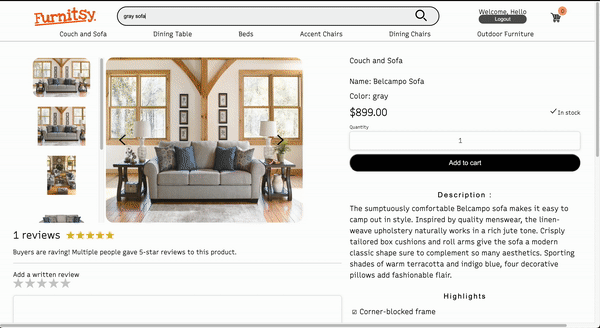 Furnitsy.
gray sofa
Welcome, Hello
Logout
0
Couch and Sofa
Dining Table
Beds
Accent Chairs
Dining Chairs
Outdoor Furniture
Couch and Sofa
Name: Belcampo Sofa
Color: gray
$899.00
In stock
Quantity
1
Add to cart
Description :
The sumptuously comfortable Belcampo sofa makes it easy to
camp out in style. Inspired by quality menswear, the linen-
weave upholstery naturally works in a rich jute tone. Crisply
tailored box cushions and roll arms give the sofa a modern
classic shape sure to complement so many aesthetics. Sporting
shades of warm terracotta and indigo blue, four decorative
pillows add fashionable flair.
Highlights
Corner-blocked frame
1 reviews
Buyers are raving! Multiple people gave 5-star reviews to this product.
Add a written review